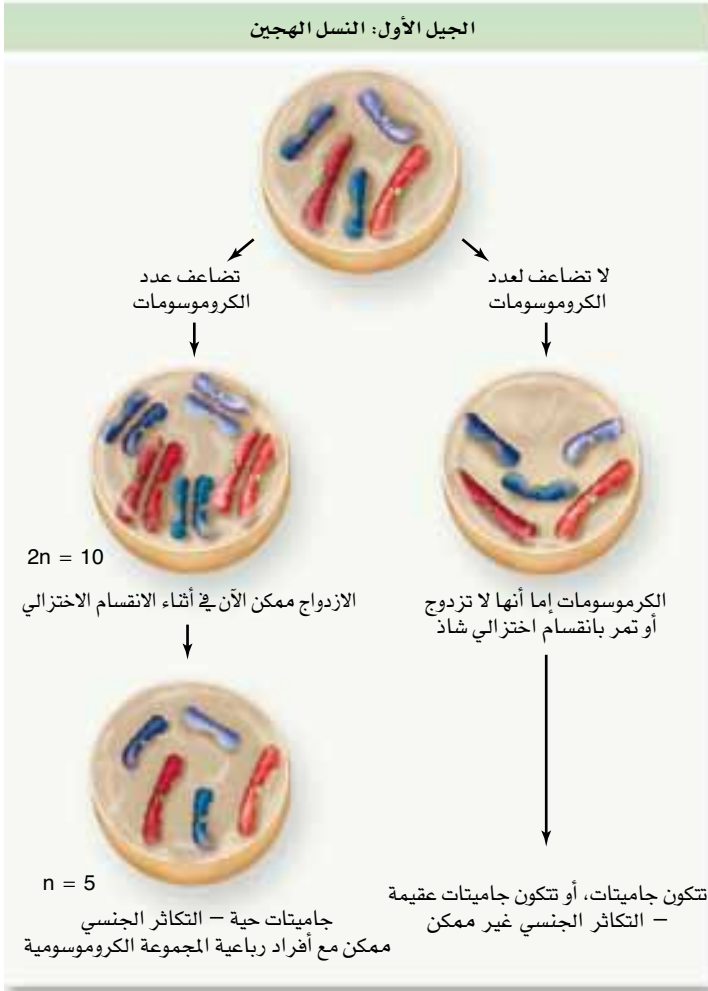 الجيل الأول: النسل الهجين
لا تضاعف لعدد
الكروموسومات
تضاعف عدد
الكروموسومات
2n = 10
الكرموسومات إما أنها لا تزدوج
أو تمر بانقسام اختزالي شاذ
الازدواج ممكن الآن في أثناء الانقسام الاختزالي
n = 5
تتكون جاميتات، أو تتكون جاميتات عقيمة
– التكاثر الجنسي غير ممكن
جاميتات حية – التكاثر الجنسي
ممكن مع أفراد رباعية المجموعة الكروموسومية